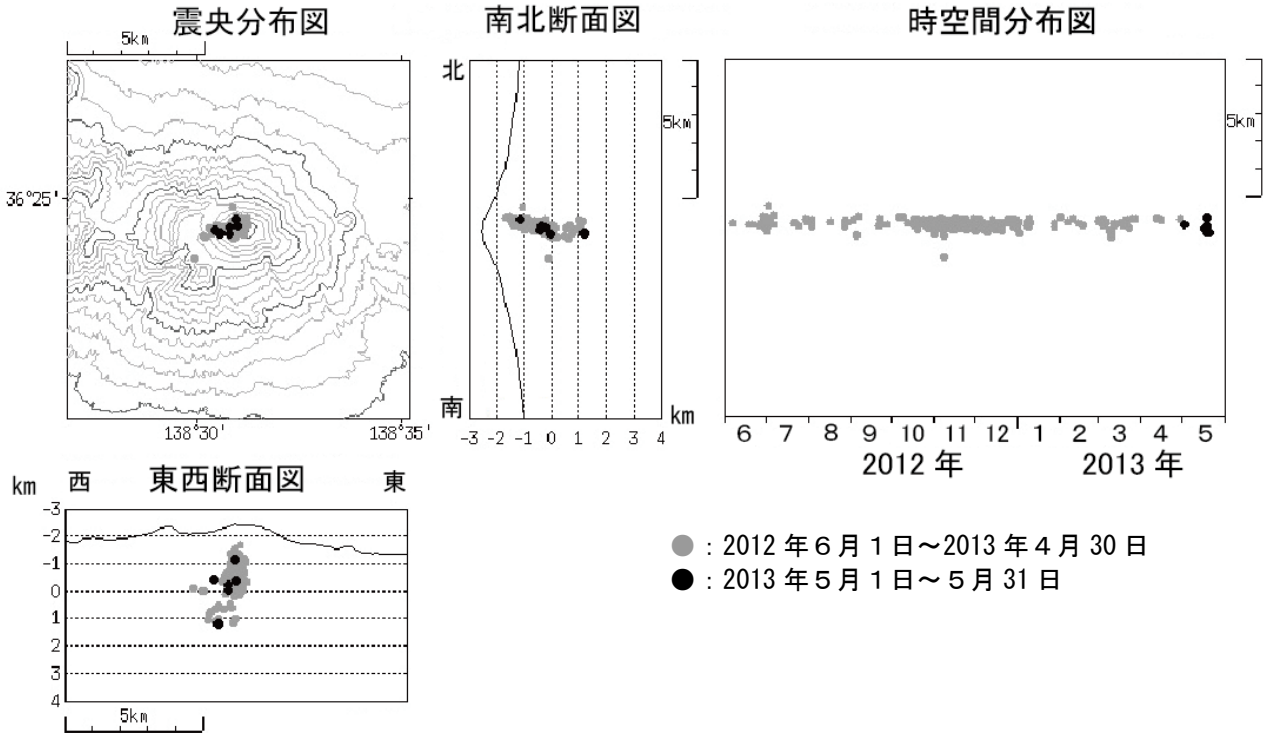 震央分布図
5km
36°25'
138°30'
138°35'
南北断面図
北
5km
南
km
-3 -2 -1 0 1 2 3 4
時空間分布図
5km
6 7 8 9 10 11 12 1 2 3 4 5
2012 年
2013 年
東西断面図
km
西
東
-3
-2
-1
0
1
2
3
4
5km
：2012 年６月１日～2013 年４月 30 日
：2013 年５月１日～５月 31 日